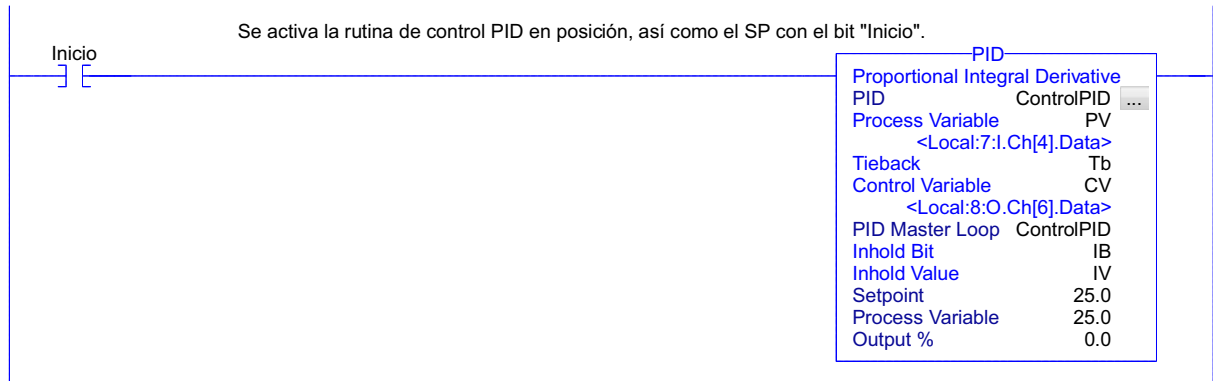 Se activa la rutina de control PID en posición, así como el SP con el bit "Inicio".
Inicio
PID
Proportional Integral Derivative
PID ControlPID ...
Process Variable PV
<Local:7:I.Ch[4].Data>
Tieback Tb
Control Variable CV
<Local:8:O.Ch[6].Data>
PID Master Loop ControlPID
Inhold Bit IB
Inhold Value IV
Setpoint 25.0
Process Variable 25.0
Output % 0.0